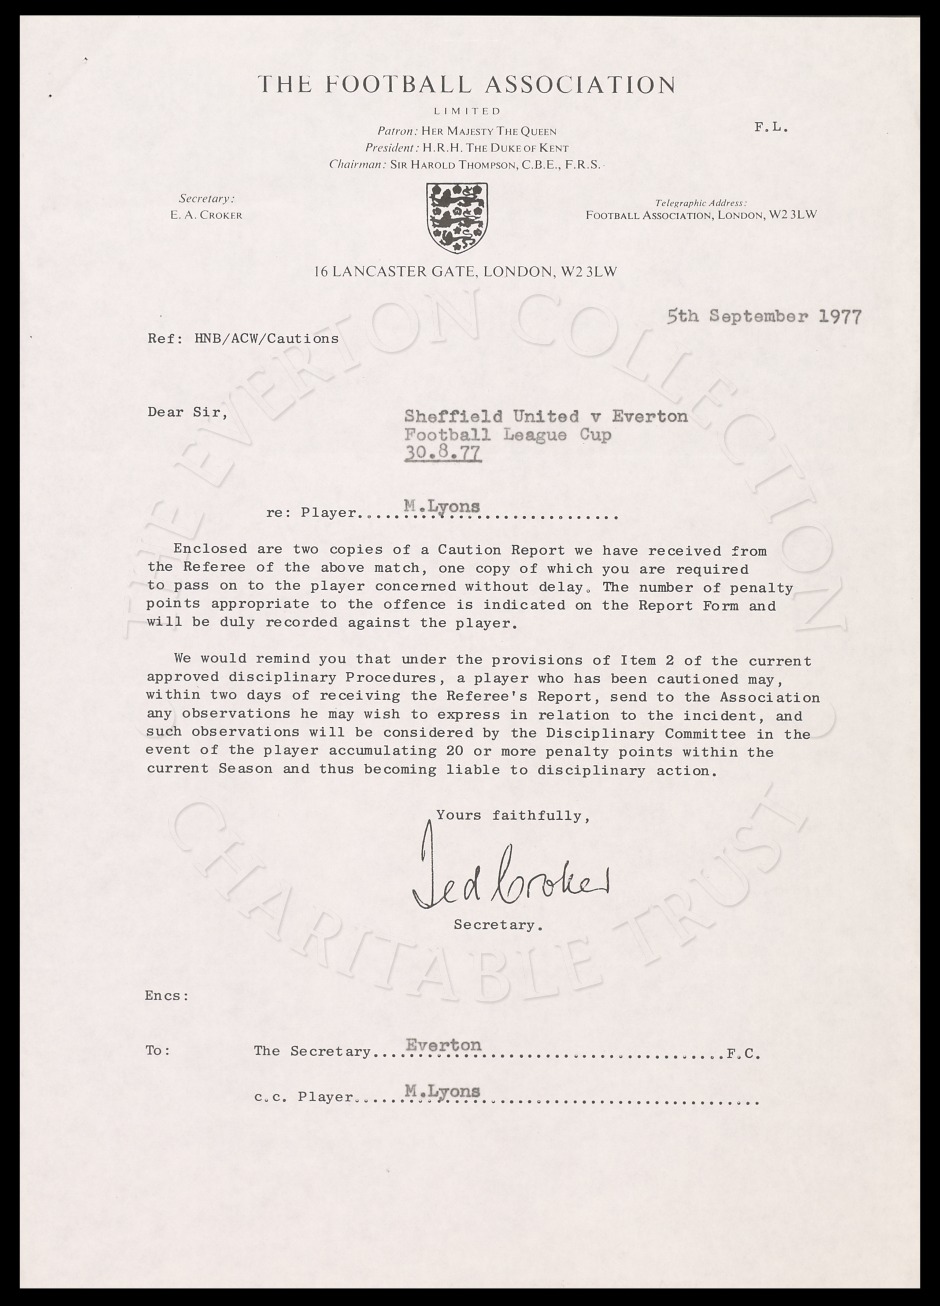 THE FOOTBALL ASSOCIATION
LIMITED
F.L.
Patron: HER MAJESTY THE QUEEN
President: H.R.H. THE DUKE OF KENT
Chairman: SIR HAROLD THOMPSON, C.B.E., F.R.S.
Secretary:
E. A. CROKER
Telegraphic Address:
FOOTBALL ASSOCIATION, LONDON, W2 3LW
16 LANCASTER GATE, LONDON, W2 3LW
5th September 1977
Ref: HNB/ACW/Cautions
Dear Sir,
Sheffield United v Everton
Football League Cup
30.8.77
re: Player.....M.Lyons...............
Enclosed are two copies of a Caution Report we have received from
the Referee of the above match, one copy of which you are required
to pass on to the player concerned without delay. The number of penalty
points appropriate to the offence is indicated on the Report Form and
will be duly recorded against the player.
We would remind you that under the provisions of Item 2 of the current
approved disciplinary Procedures, a player who has been cautioned may,
within two days of receiving the Referee's Report, send to the Association
any observations he may wish to express in relation to the incident, and
such observations will be considered by the Disciplinary Committee in the
event of the player accumulating 20 or more penalty points within the
current Season and thus becoming liable to disciplinary action.
Yours faithfully,
Ted Croker
Secretary.
Encs:
To: The Secretary....Everton...........................F.C.
c.c. Player.....M.Lyons...............................
THE EVERTON COLLECTION
CHARITABLE TRUST